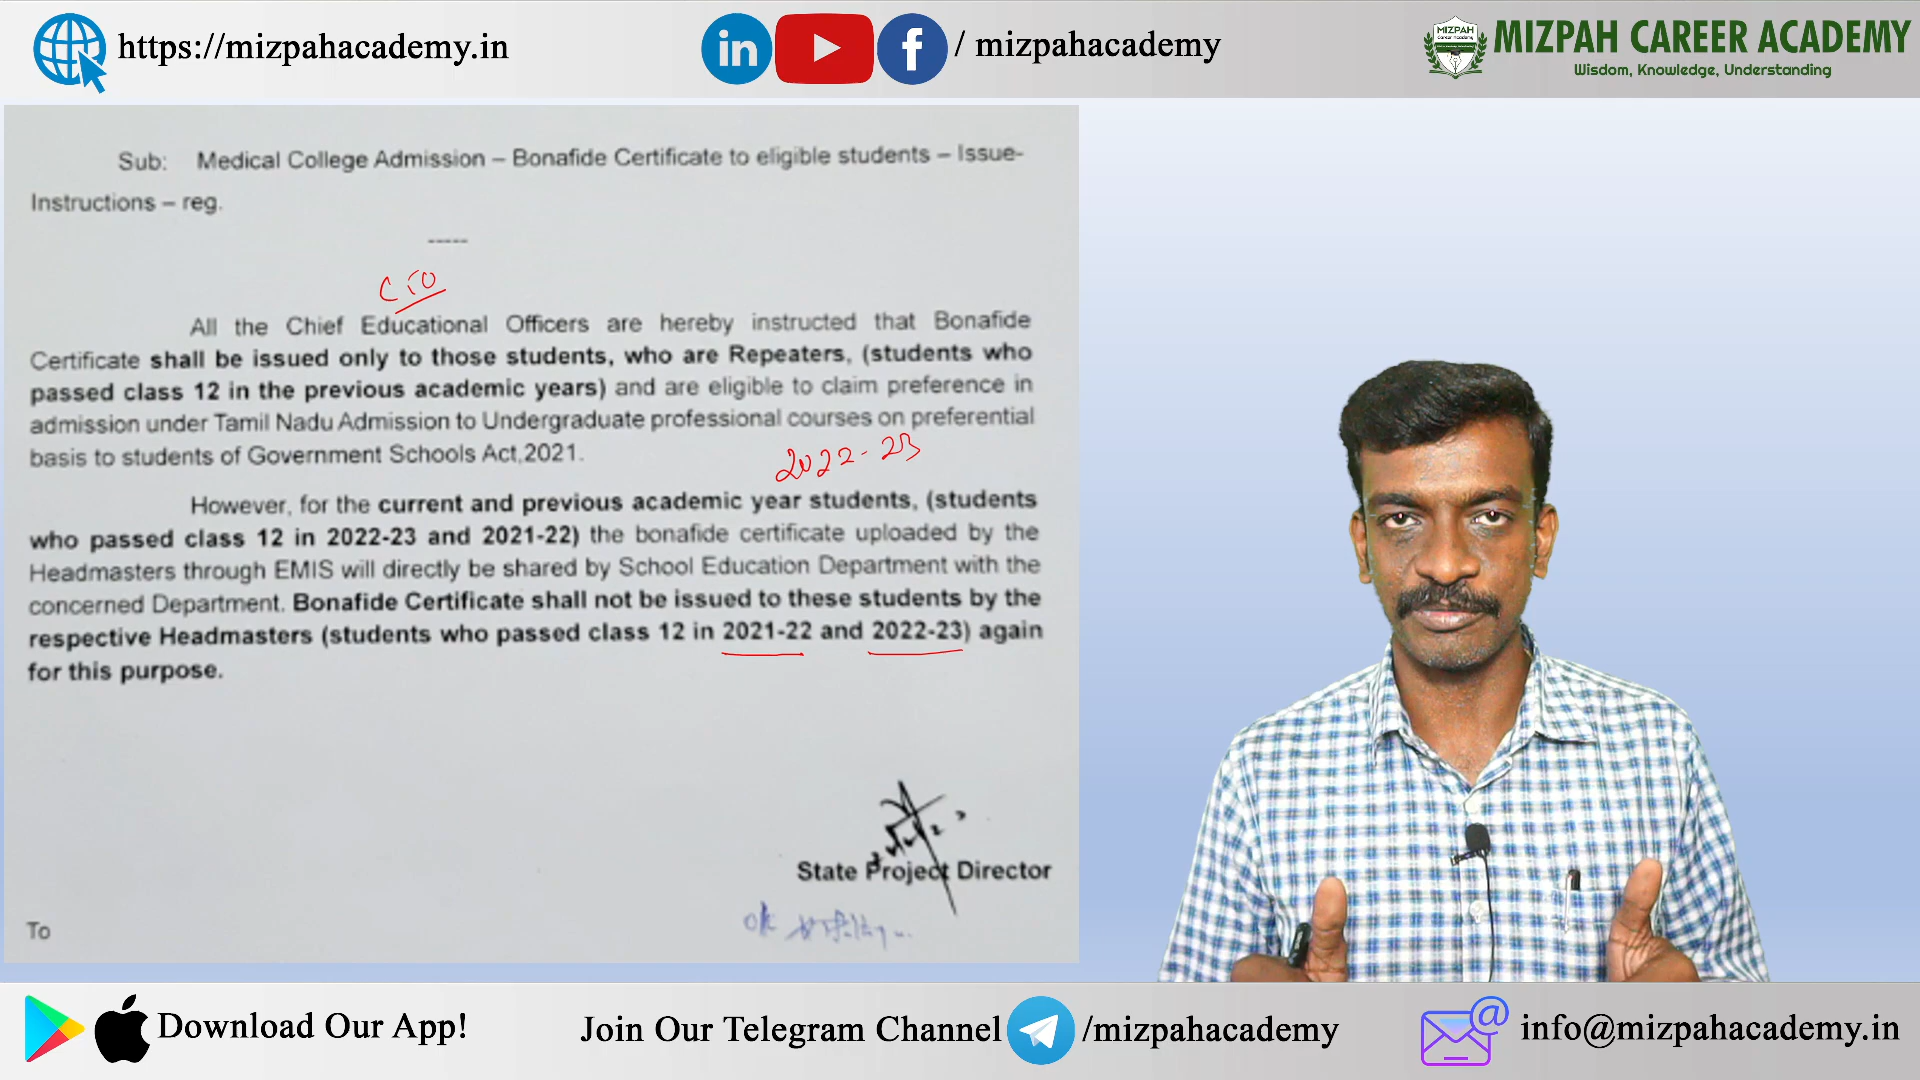 https://mizpahacademy.in
in
f
/ mizpahacademy
MIZPAH
MIZPAH CAREER ACADEMY
Wisdom, Knowledge, Understanding
Sub: Medical College Admission – Bonafide Certificate to eligible students – Issue-
Instructions – reg.
-----
CEO
All the Chief Educational Officers are hereby instructed that Bonafide
Certificate shall be issued only to those students, who are Repeaters, (students who
passed class 12 in the previous academic years) and are eligible to claim preference in
admission under Tamil Nadu Admission to Undergraduate professional courses on preferential
basis to students of Government Schools Act,2021.
2022-23
However, for the current and previous academic year students, (students
who passed class 12 in 2022-23 and 2021-22) the bonafide certificate uploaded by the
Headmasters through EMIS will directly be shared by School Education Department with the
concerned Department. Bonafide Certificate shall not be issued to these students by the
respective Headmasters (students who passed class 12 in 2021-22 and 2022-23) again
for this purpose.
State Project Director
To
Download Our App!
Join Our Telegram Channel
/mizpahacademy
@
info@mizpahacademy.in